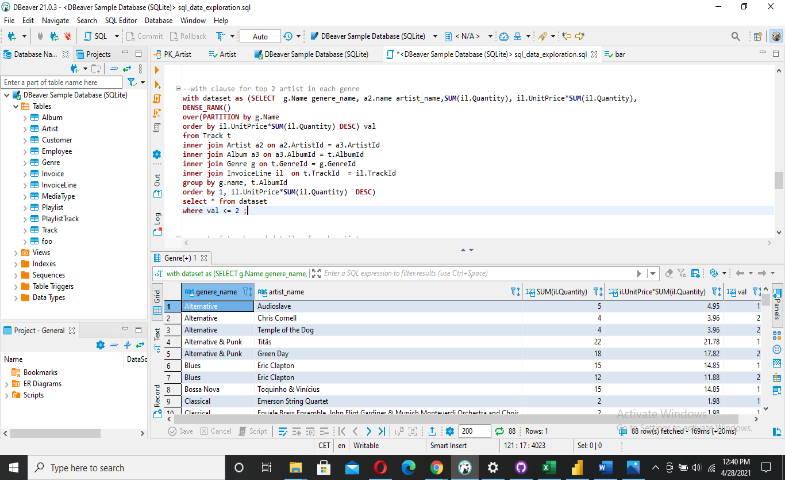 DBeaver 21.0.3 - <DBeaver Sample Database (SQLite)> sql_data_exploration.sql
File Edit Navigate Search SQL Editor Database Window Help
SQL Commit Rollback T Auto DBeaver Sample Database (SQLite) < N/A >
Database Na... Projects PK_Artist Artist DBeaver Sample Database (SQLite) *<DBeaver Sample Database (SQLite)> sql_data_exploration.sql bar
Enter a part of table name here
DBeaver Sample Database (SQLite)
Tables
Album
Artist
Customer
Employee
Genre
Invoice
InvoiceLine
MediaType
Playlist
PlaylistTrack
Track
foo
Views
Indexes
Sequences
Table Triggers
Data Types
--with clause for top 2 artist in each genre
with dataset as (SELECT g.Name genere_name, a2.name artist_name,SUM(il.Quantity), il.UnitPrice*SUM(il.Quantity),
DENSE_RANK()
over(PARTITION by g.Name
order by il.UnitPrice*SUM(il.Quantity) DESC) val
from Track t
inner join Artist a2 on a2.ArtistId = a3.ArtistId
inner join Album a3 on a3.AlbumId = t.AlbumId
inner join Genre g on t.GenreId = g.GenreId
inner join InvoiceLine il on t.TrackId = il.TrackId
group by g.name, t.AlbumId
order by 1, il.UnitPrice*SUM(il.Quantity) DESC)
select * from dataset
where val <= 2 ;
Out
Log
Genre(+) 1
with dataset as (SELECT g.Name genere_name, Enter a SQL expression to filter results (use Ctrl+Space)
Grid
Text
Record
Panels
genere_name artist_name SUM(il.Quantity) il.UnitPrice*SUM(il.Quantity) val
1 Alternative Audioslave 5 4.95 1
2 Alternative Chris Cornell 4 3.96 2
3 Alternative Temple of the Dog 4 3.96 2
4 Alternative & Punk Titãs 22 21.78 1
5 Alternative & Punk Green Day 18 17.82 2
6 Blues Eric Clapton 15 14.85 1
7 Blues Eric Clapton 12 11.88 2
8 Bossa Nova Toquinho & Vinícius 15 14.85 1
9 Classical Emerson String Quartet 2 1.98 1
10 Classical Equale Brass Ensemble, John Eliot Gardiner & Munich Monteverdi Orchestra and Choir 2 1.98 1
Project - General
Name DataSc
Bookmarks
ER Diagrams
Scripts
Activate Windows
Go to Settings to activate Windows.
Save Cancel Script 200 88 Rows: 1 88 row(s) fetched - 169ms (+20ms)
CET en Writable Smart Insert 121 : 17 : 4023 Sel: 0 | 0
Type here to search
12:40 PM
4/28/2021